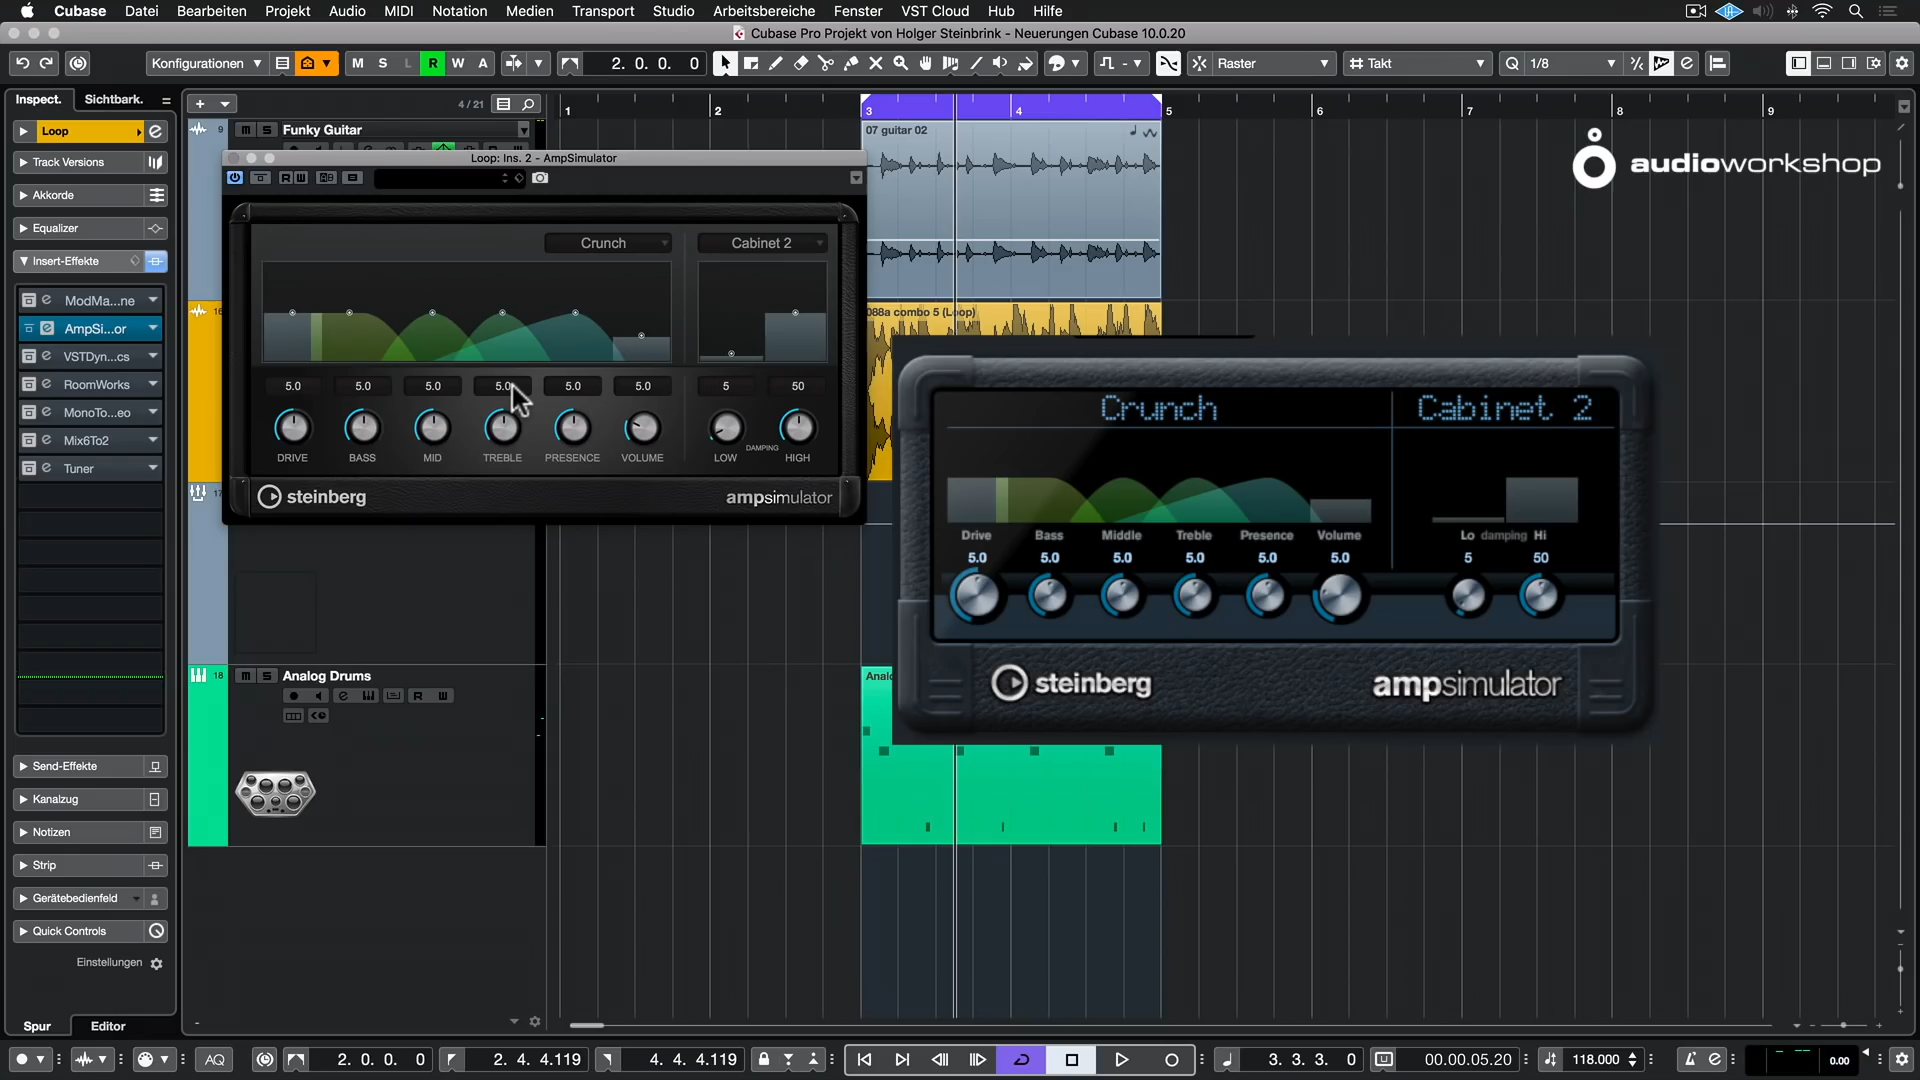 Cubase Datei Bearbeiten Projekt Audio MIDI Notation Medien Transport Studio Arbeitsbereiche Fenster VST Cloud Hub Hilfe
Cubase Pro Projekt von Holger Steinbrink - Neuerungen Cubase 10.0.20
Konfigurationen M S L R W A 2. 0. 0. 0 Raster Takt Q 1/8
Inspect. Sichtbark. + 4 / 21 1 2 3 4 5 6 7 8 9
Loop
9 m S Funky Guitar
07 guitar 02
audioworkshop
Track Versions
Loop: Ins. 2 - AmpSimulator
Akkorde
Equalizer
Insert-Effekte
Crunch Cabinet 2
ModMa...ne
AmpSi...or
VSTDyn...cs
RoomWorks
MonoTo...eo
Mix6To2
Tuner
16
088a combo 5 (Loop)
5.0 5.0 5.0 5.0 5.0 5.0 5 50
DRIVE BASS MID TREBLE PRESENCE VOLUME LOW DAMPING HIGH
steinberg ampsimulator
17
Crunch Cabinet 2
Drive Bass Middle Treble Presence Volume Lo damping Hi
5.0 5.0 5.0 5.0 5.0 5.0 5 50
steinberg ampsimulator
18 m S Analog Drums
R W
Anal
Send-Effekte
Kanalzug
Notizen
Strip
Gerätebedienfeld
Quick Controls
Einstellungen
Spur Editor
AQ 2. 0. 0. 0 2. 4. 4.119 4. 4. 4.119 3. 3. 3. 0 00.00.05.20 118.000 0.00